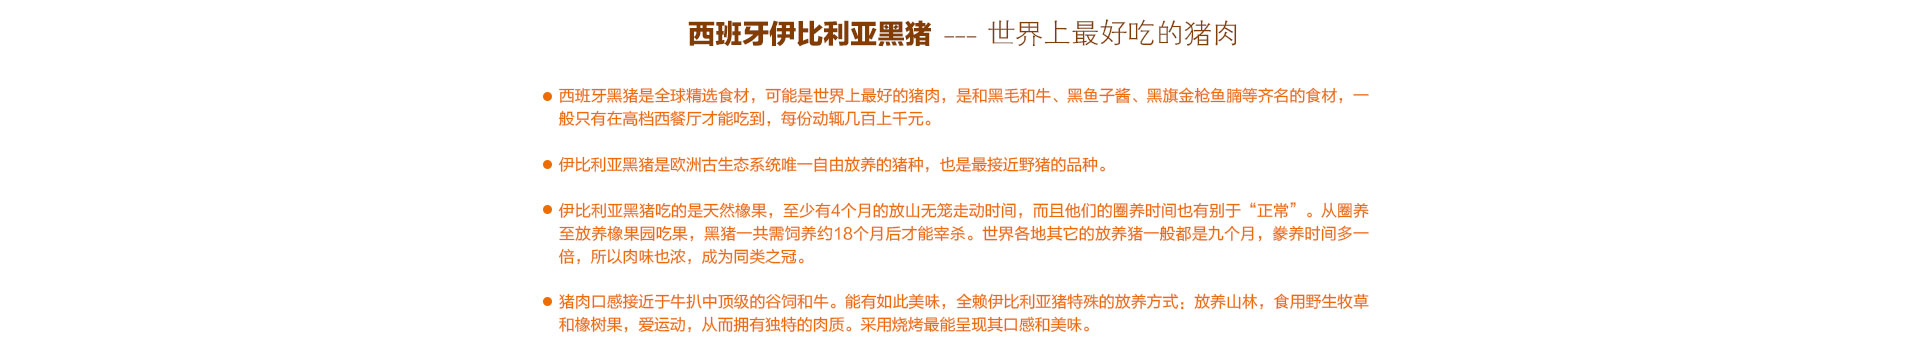 西班牙伊比利亚黑猪 --- 世界上最好吃的猪肉
● 西班牙黑猪是全球精选食材，可能是世界上最好的猪肉，是和黑毛和牛、黑鱼子酱、黑旗金枪鱼腩等齐名的食材，一
般只有在高档西餐厅才能吃到，每份动辄几百上千元。
● 伊比利亚黑猪是欧洲古生态系统唯一自由放养的猪种，也是最接近野猪的品种。
● 伊比利亚黑猪吃的是天然橡果，至少有4个月的放山无笼走动时间，而且他们的圈养时间也有别于“正常”。从圈养
至放养橡果园吃果，黑猪一共需饲养约18个月后才能宰杀。世界各地其它的放养猪一般都是九个月，豢养时间多一
倍，所以肉味也浓，成为同类之冠。
● 猪肉口感接近于牛扒中顶级的谷饲和牛。能有如此美味，全赖伊比利亚猪特殊的放养方式：放养山林，食用野生牧草
和橡树果，爱运动，从而拥有独特的肉质。采用烧烤最能呈现其口感和美味。